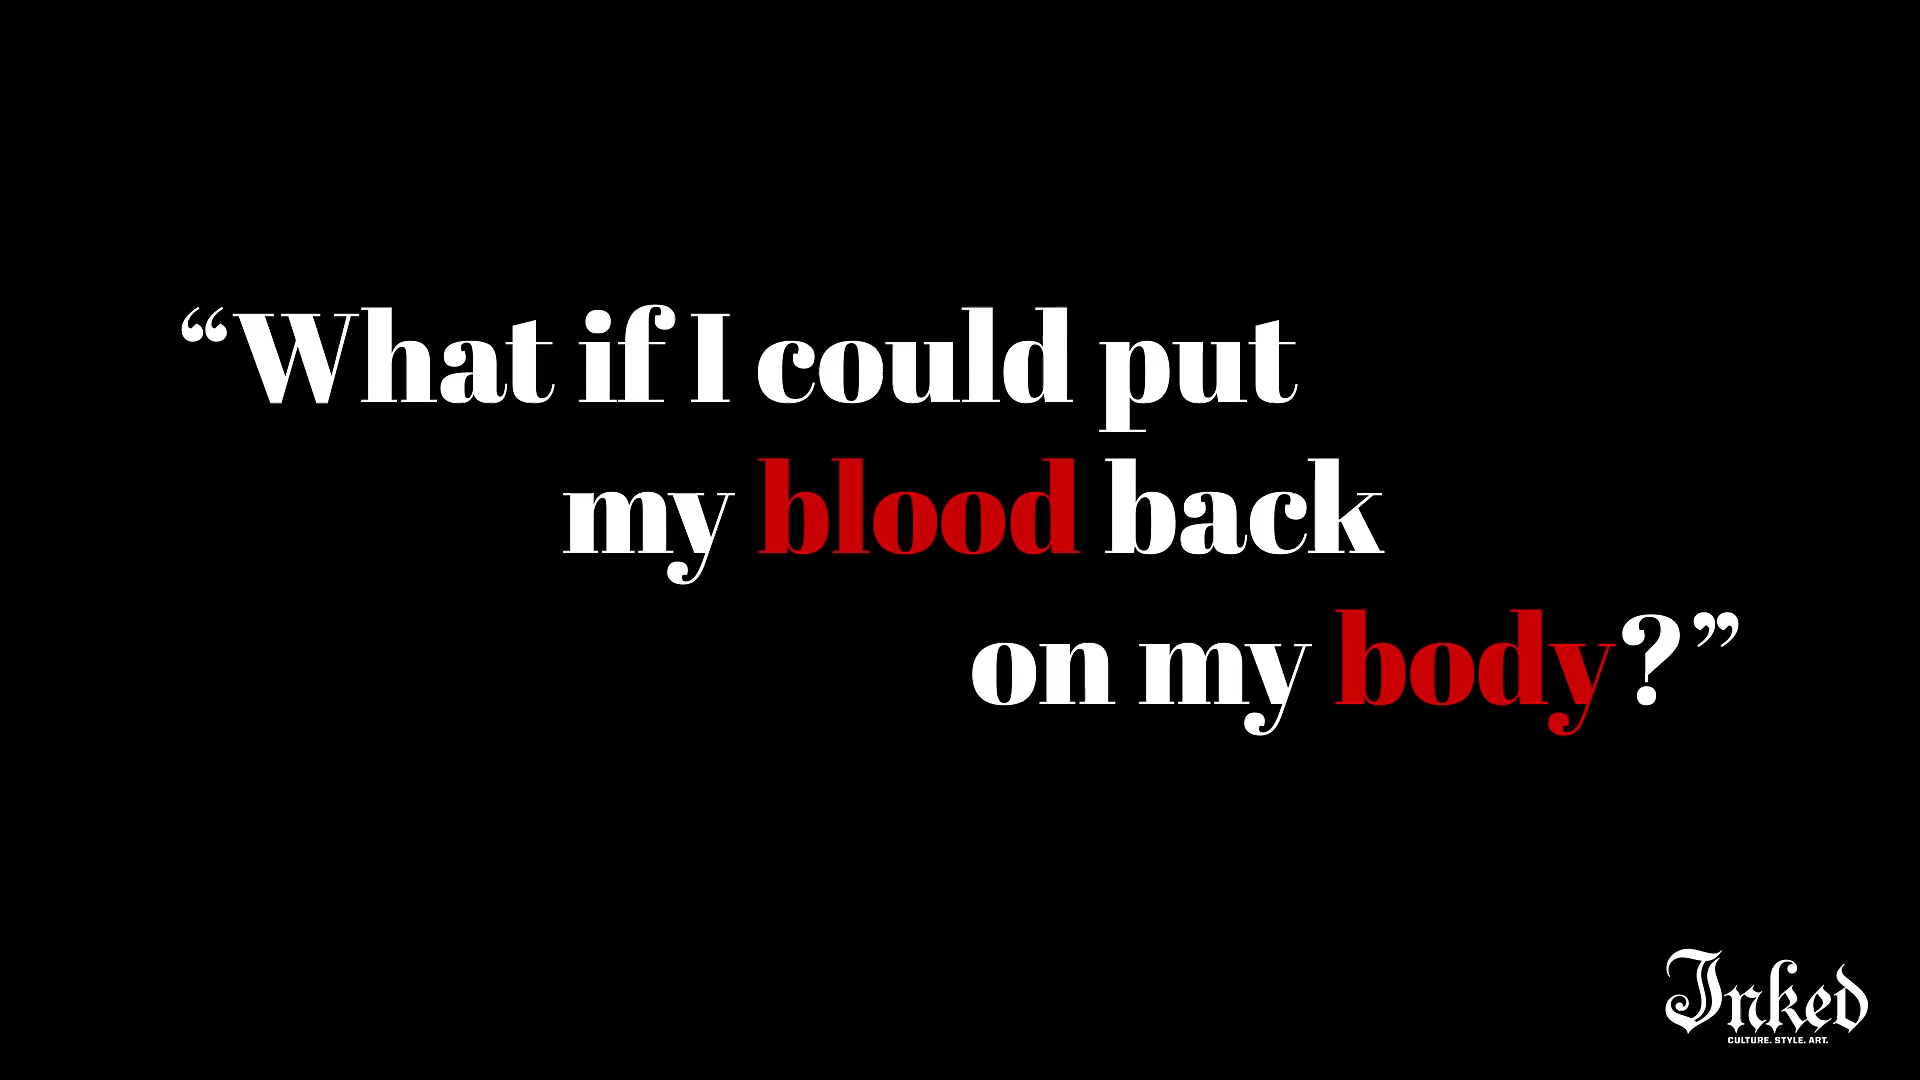 “What if I could put
my blood back
on my body?”
Inked
CULTURE. STYLE. ART.